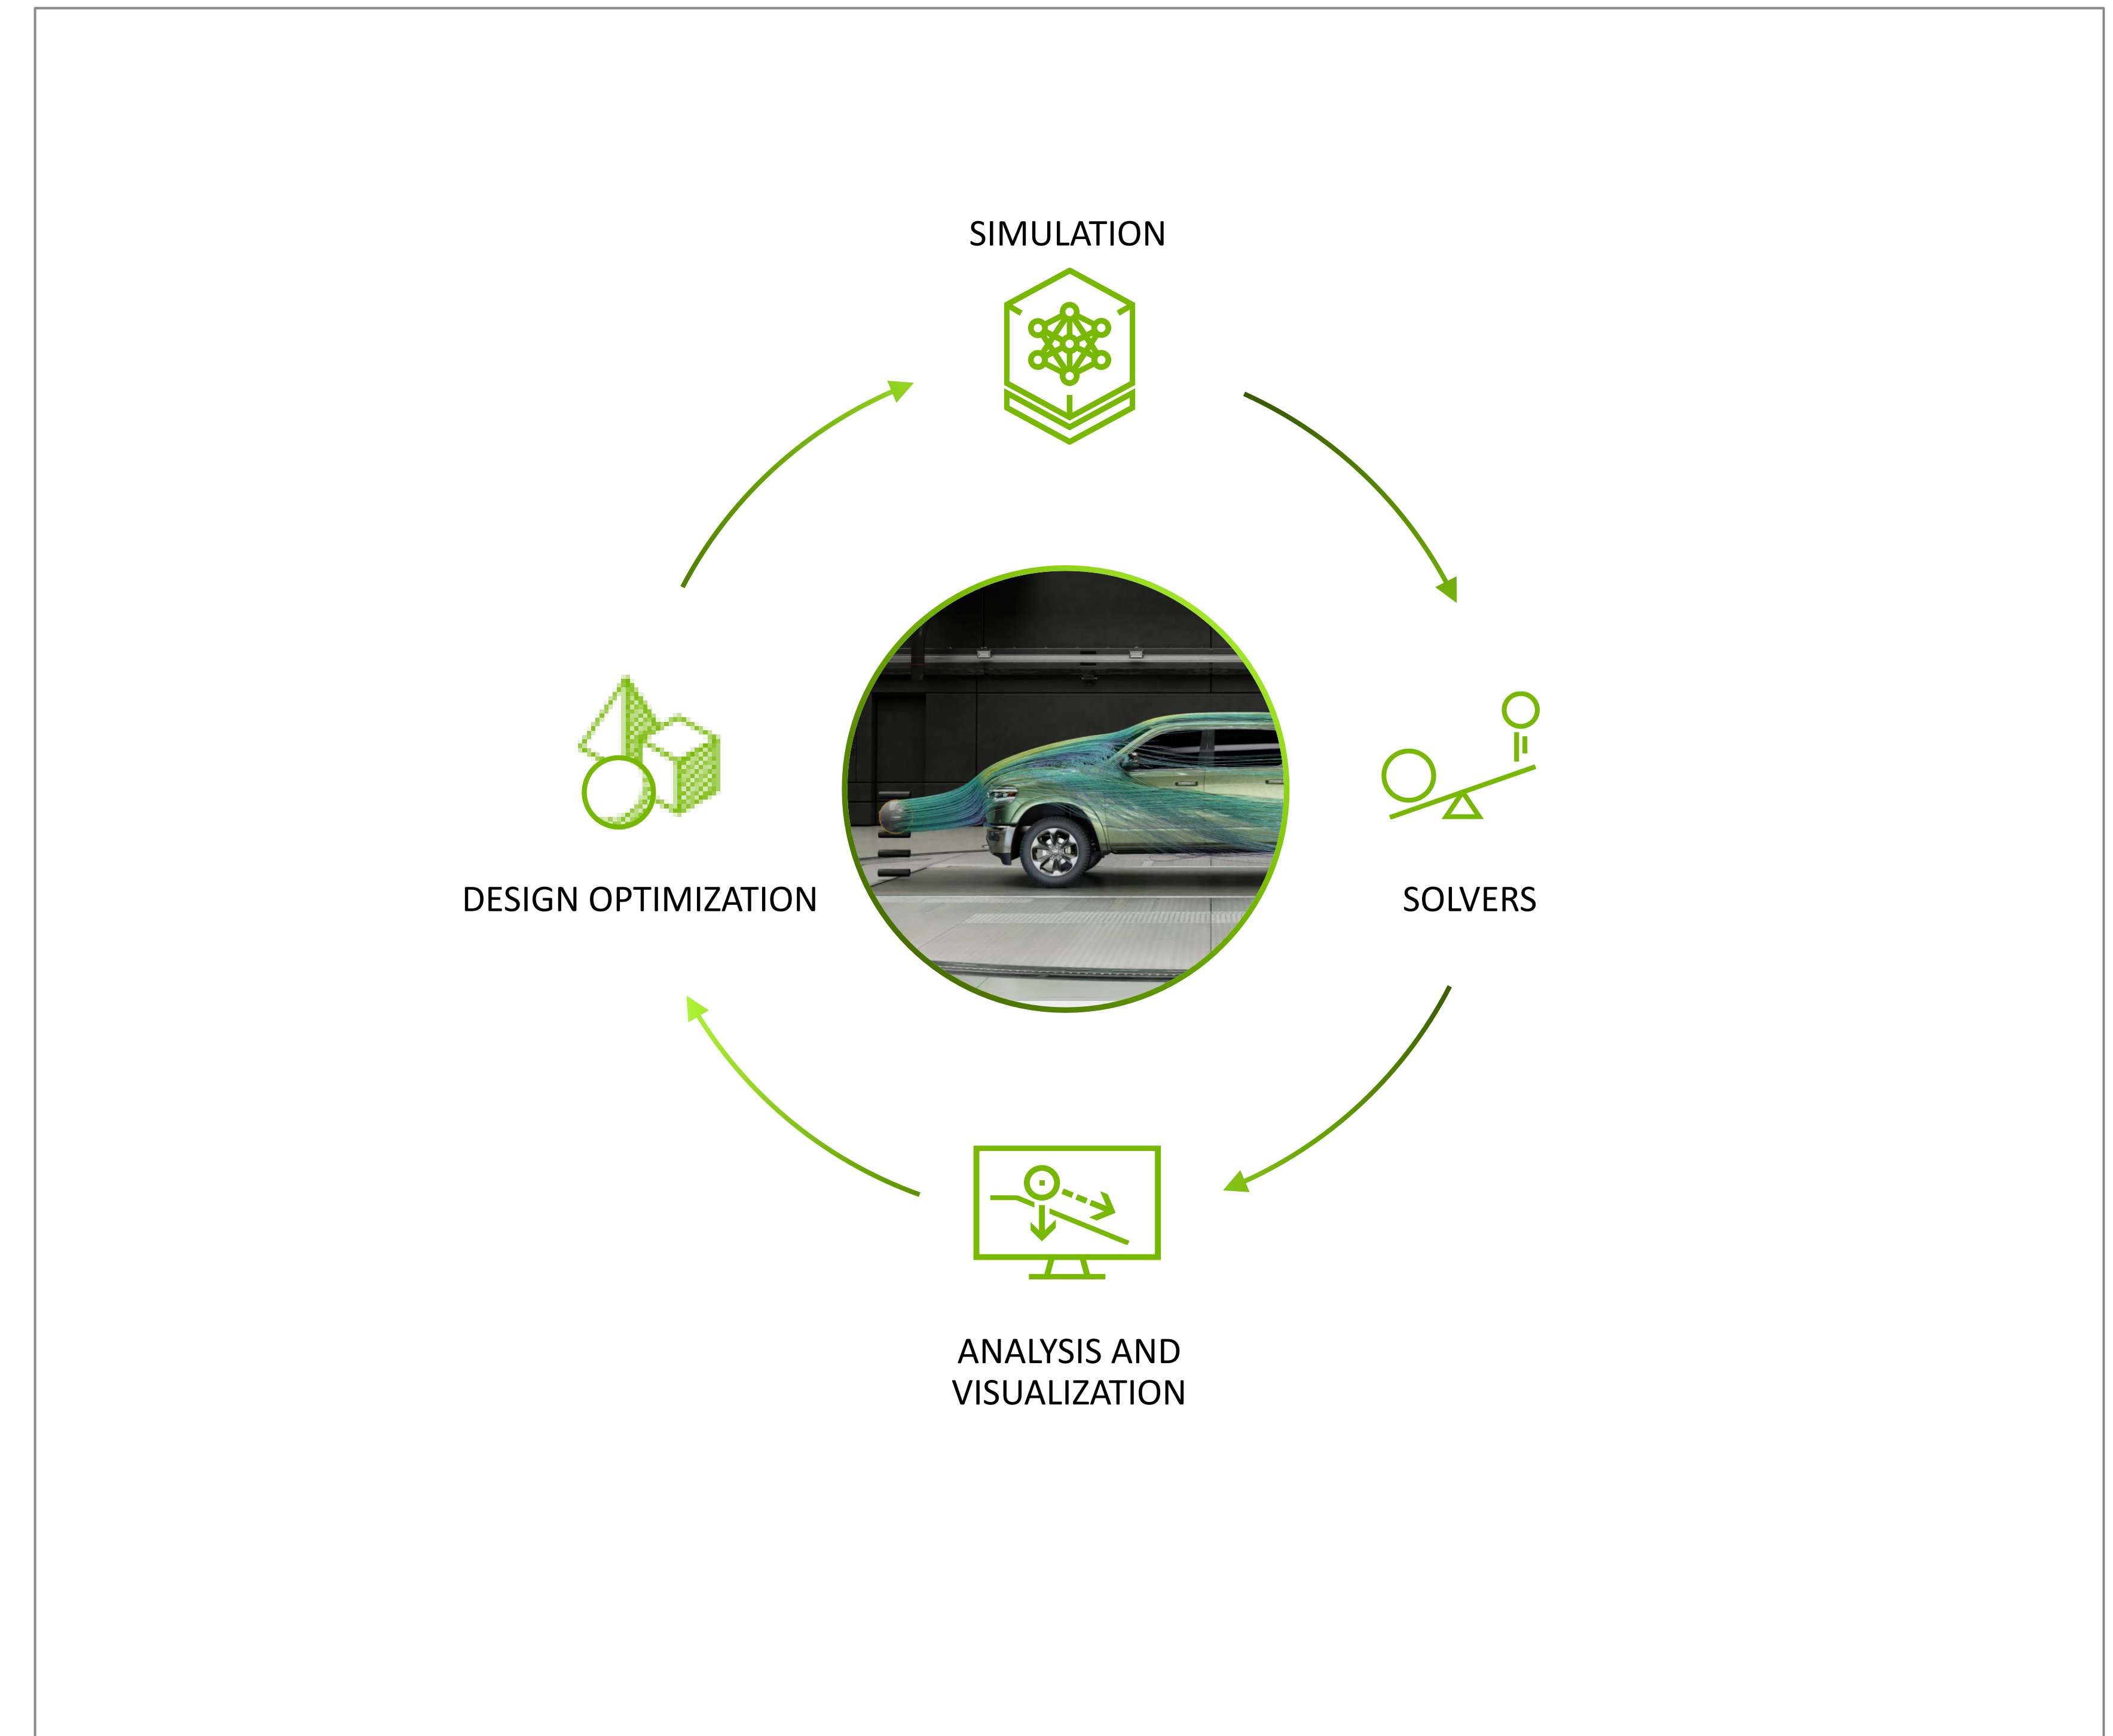 SIMULATION
DESIGN OPTIMIZATION
SOLVERS
ANALYSIS AND
VISUALIZATION